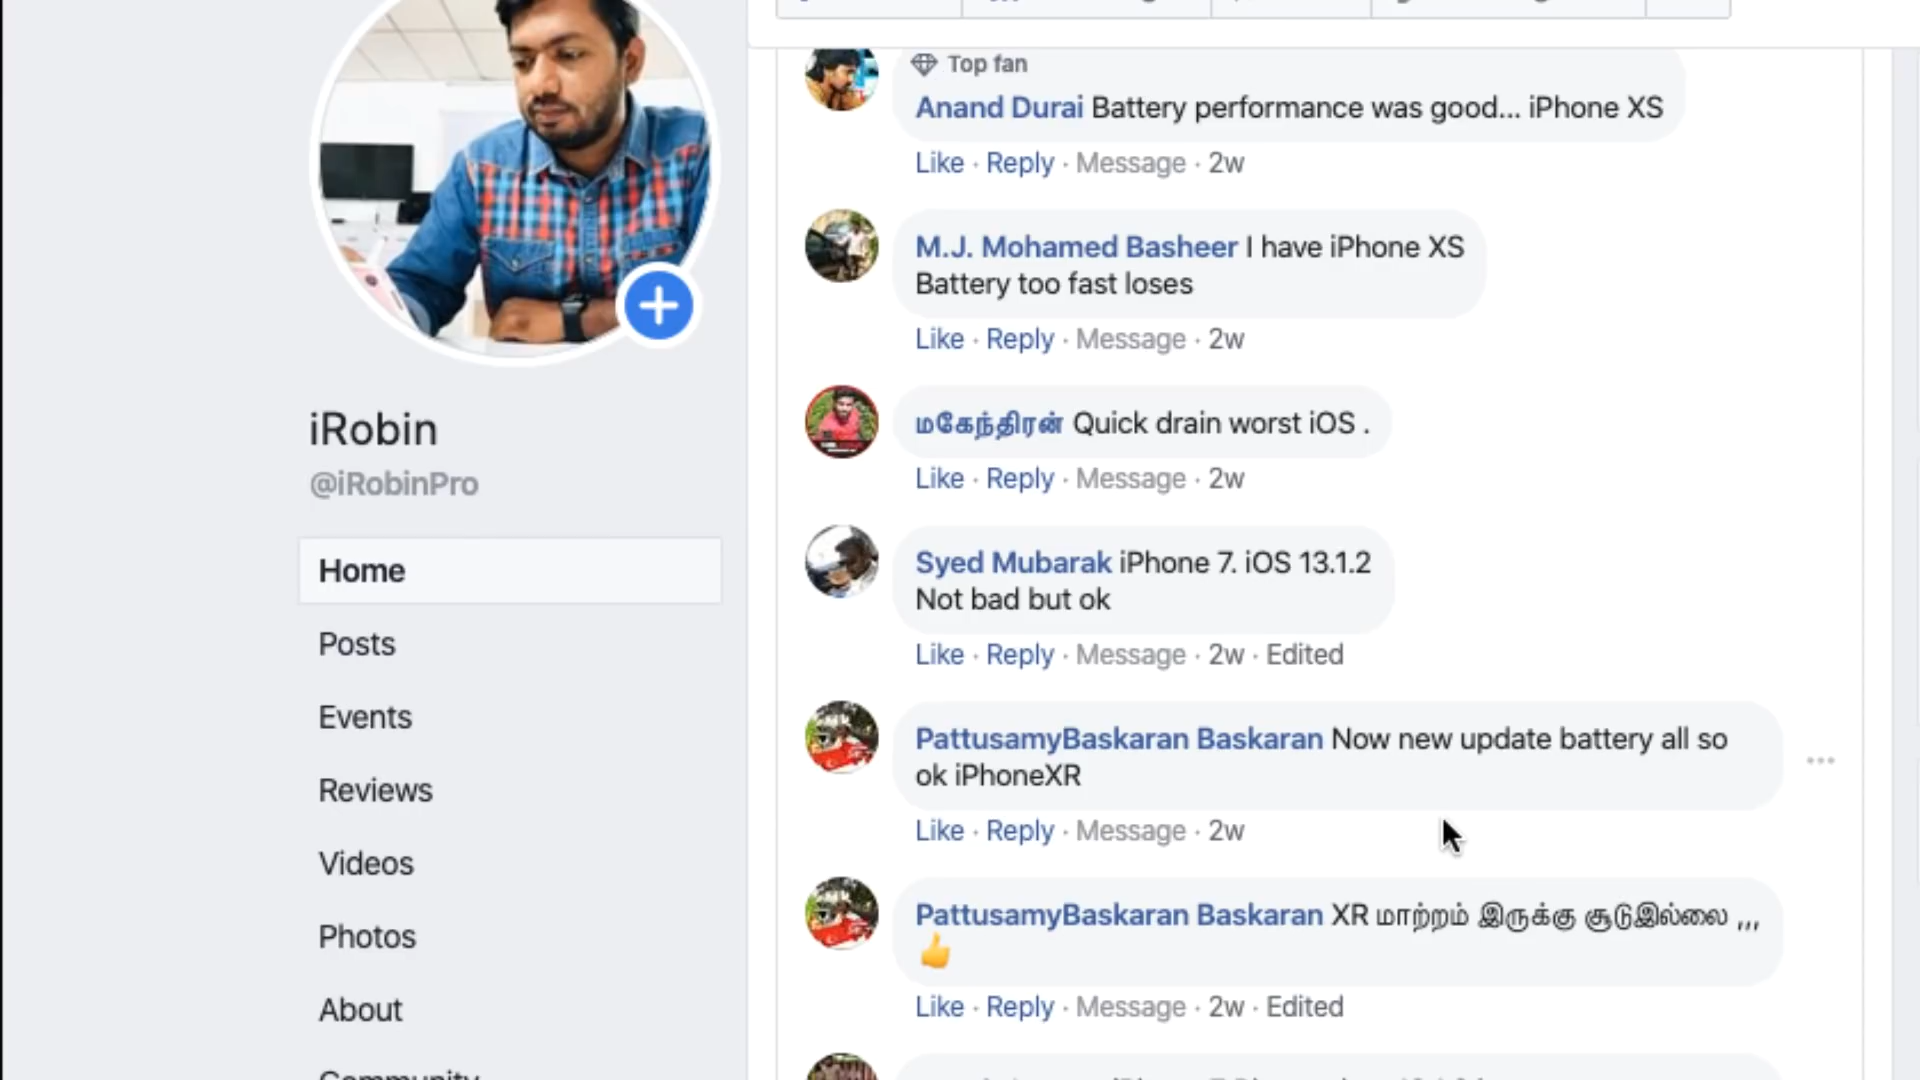 Top fan
Anand Durai Battery performance was good... iPhone XS
Like · Reply · Message · 2w
M.J. Mohamed Basheer I have iPhone XS
Battery too fast loses
Like · Reply · Message · 2w
மகேந்திரன் Quick drain worst iOS .
Like · Reply · Message · 2w
Syed Mubarak iPhone 7. iOS 13.1.2
Not bad but ok
Like · Reply · Message · 2w · Edited
PattusamyBaskaran Baskaran Now new update battery all so
ok iPhoneXR
Like · Reply · Message · 2w
PattusamyBaskaran Baskaran XR மாற்றம் இருக்கு சூடுஇல்லை ,,,
👍
Like · Reply · Message · 2w · Edited
iRobin
@iRobinPro
Home
Posts
Events
Reviews
Videos
Photos
About
Community